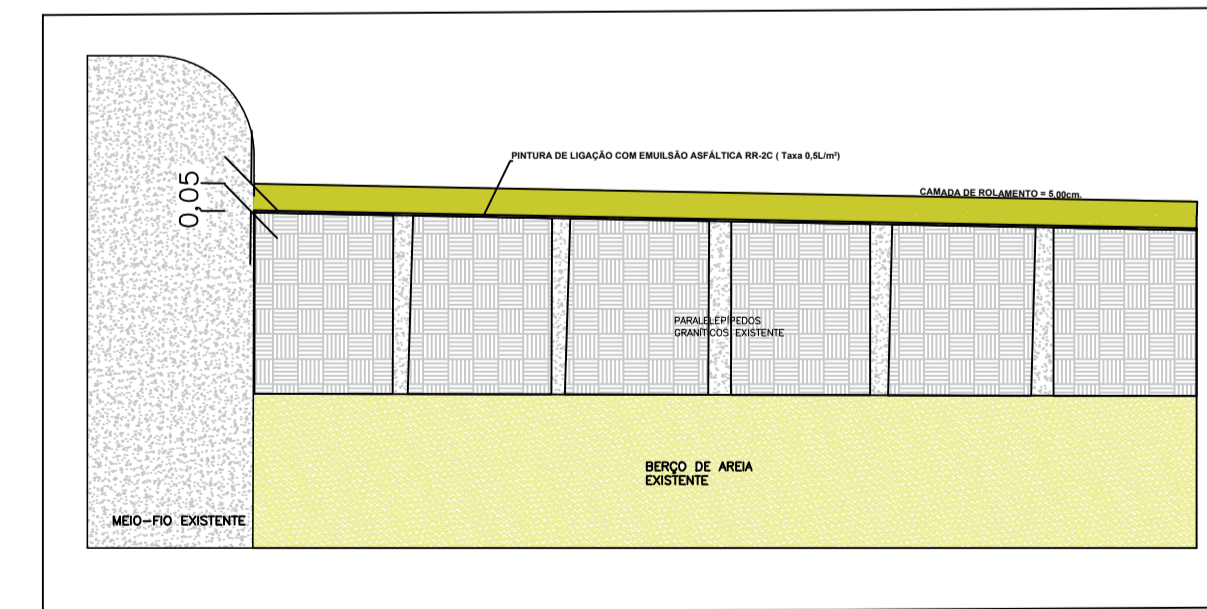 PINTURA DE LIGAÇÃO COM EMUILSÃO ASFÁLTICA RR-2C ( Taxa 0,5L/m²)
CAMADA DE ROLAMENTO = 5,00cm.
0,05
PARALELEPÍPEDOS
GRANÍTICOS EXISTENTE
BERÇO DE AREIA
EXISTENTE
MEIO-FIO EXISTENTE